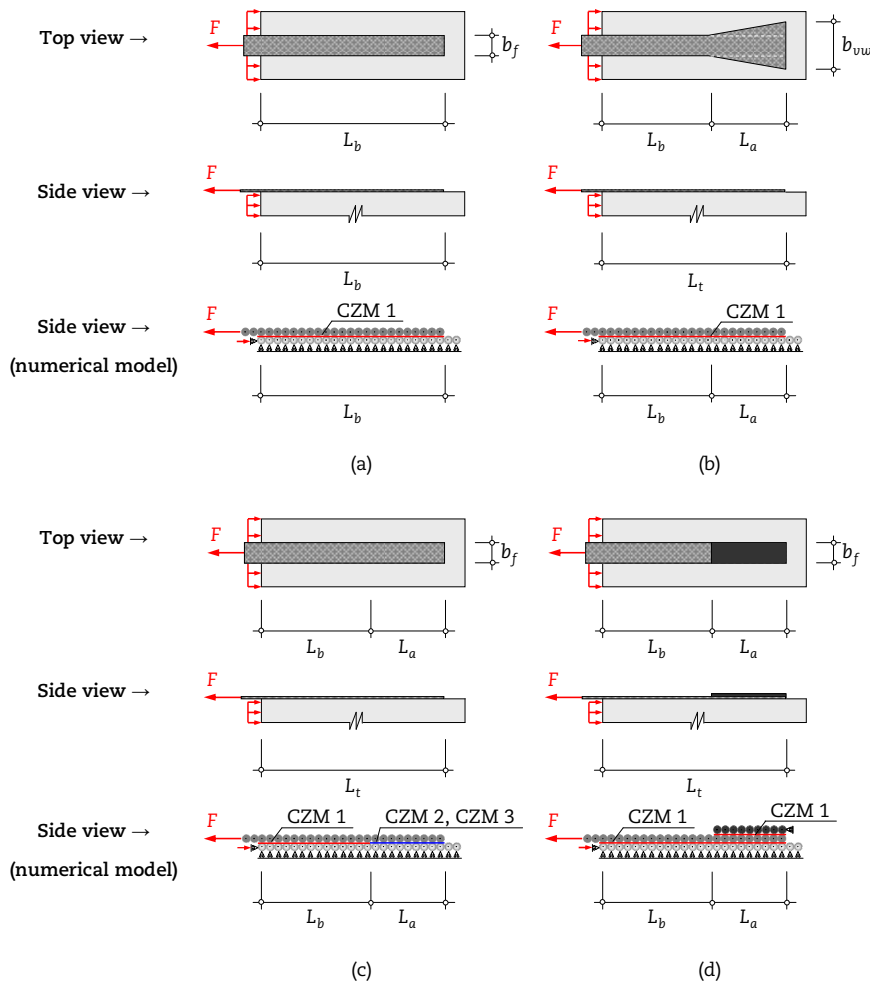 Top view →
F
b_f
L_b
F
b_vw
L_b
L_a
Side view →
F
L_b
F
L_t
Side view →
(numerical model)
F
CZM 1
L_b
F
CZM 1
L_b
L_a
(a)
(b)
Top view →
F
b_f
L_b
L_a
F
b_f
L_b
L_a
Side view →
F
L_t
F
L_t
Side view →
(numerical model)
F
CZM 1
CZM 2, CZM 3
L_b
L_a
F
CZM 1
CZM 1
L_b
L_a
(c)
(d)